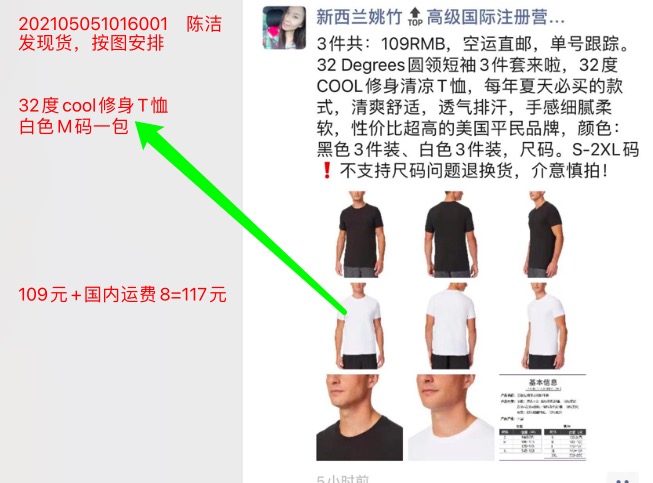 202105051016001 陈洁
发现货，按图安排
32度cool修身T恤
白色M码一包
109元+国内运费8=117元
新西兰姚竹TOP高级国际注册营...
3件共：109RMB，空运直邮，单号跟踪。
32 Degrees圆领短袖3件套来啦，32度
COOL修身清凉T恤，每年夏天必买的款
式，清爽舒适，透气排汗，手感细腻柔
软，性价比超高的美国平民品牌，颜色：
黑色3件装、白色3件装，尺码。S-2XL码
❗不支持尺码问题退换货，介意慎拍！
基本信息
5小时前